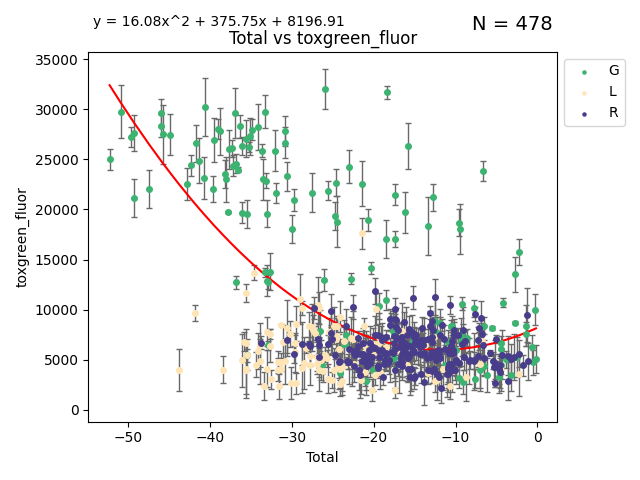 y = 16.08x^2 + 375.75x + 8196.91
N = 478
Total vs toxgreen_fluor
35000
30000
25000
20000
15000
10000
5000
0
toxgreen_fluor
−50 −40 −30 −20 −10 0
Total
G
L
R